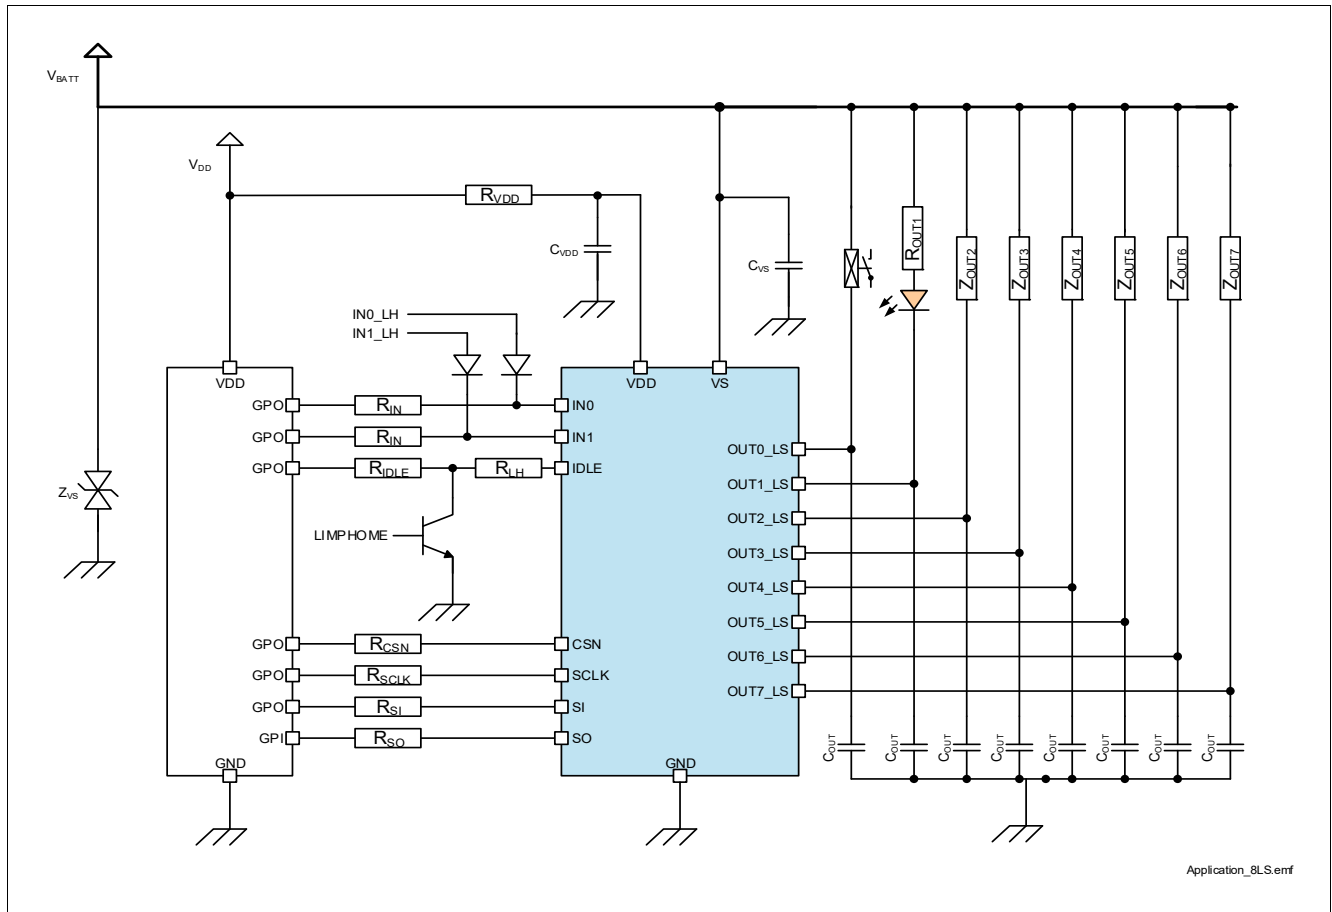 VBATT
VDD
RVDD
CVDD
CVS
ROUT1
ZOUT2
ZOUT3
ZOUT4
ZOUT5
ZOUT6
ZOUT7
IN0_LH
IN1_LH
VDD
VDD
VS
GPO
RIN
IN0
GPO
RIN
IN1
GPO
RIDLE
RLH
IDLE
ZVS
LIMPHOME
OUT0_LS
OUT1_LS
OUT2_LS
OUT3_LS
OUT4_LS
OUT5_LS
OUT6_LS
OUT7_LS
GPO
RCSN
CSN
GPO
RSCLK
SCLK
GPO
RSI
SI
GPI
RSO
SO
COUT
COUT
COUT
COUT
COUT
COUT
COUT
COUT
GND
GND
Application_8LS.emf